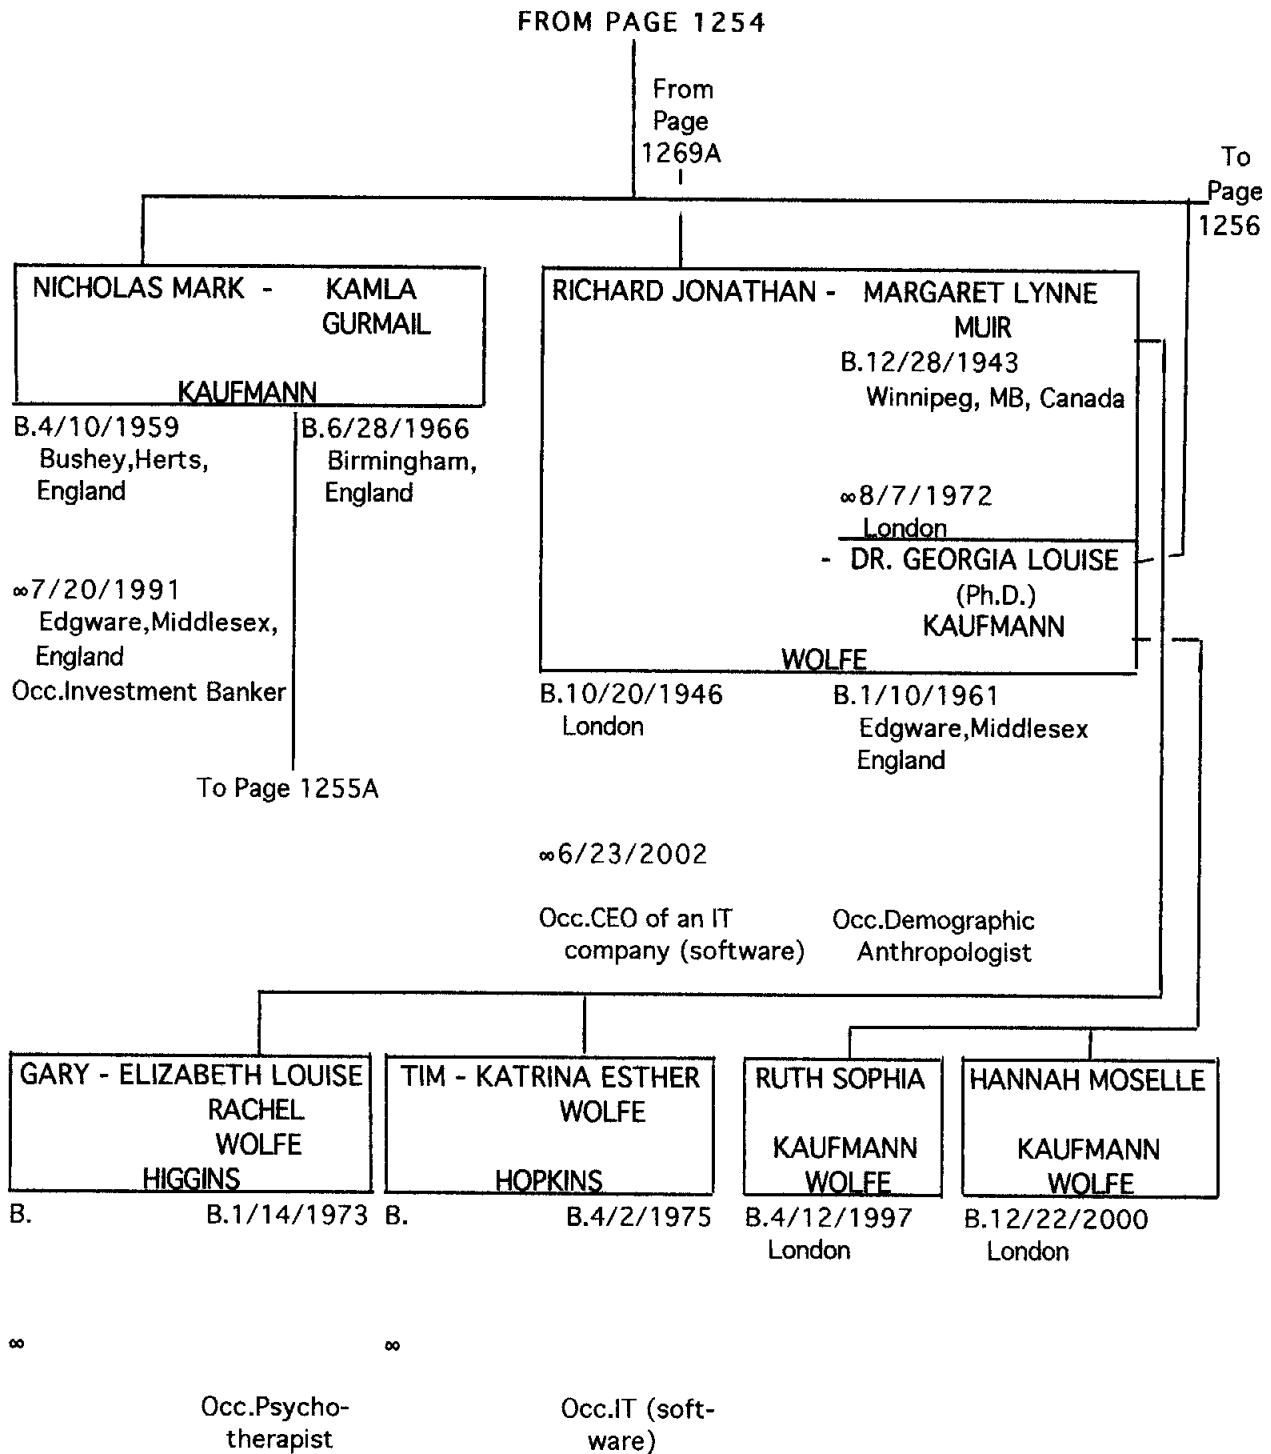 FROM PAGE 1254
From
Page
1269A
To
Page
1256
NICHOLAS MARK - KAMLA
GURMAIL
KAUFMANN
B.4/10/1959
Bushey,Herts,
England
B.6/28/1966
Birmingham,
England
∞7/20/1991
Edgware,Middlesex,
England
Occ.Investment Banker
To Page 1255A
RICHARD JONATHAN - MARGARET LYNNE
MUIR
B.12/28/1943
Winnipeg, MB, Canada
∞8/7/1972
London
- DR. GEORGIA LOUISE
(Ph.D.)
KAUFMANN
WOLFE
B.10/20/1946
London
B.1/10/1961
Edgware,Middlesex
England
∞6/23/2002
Occ.CEO of an IT
company (software)
Occ.Demographic
Anthropologist
GARY - ELIZABETH LOUISE
RACHEL
WOLFE
HIGGINS
B. B.1/14/1973
∞
Occ.Psycho-
therapist
TIM - KATRINA ESTHER
WOLFE
HOPKINS
B. B.4/2/1975
∞
Occ.IT (soft-
ware)
RUTH SOPHIA
KAUFMANN
WOLFE
B.4/12/1997
London
HANNAH MOSELLE
KAUFMANN
WOLFE
B.12/22/2000
London